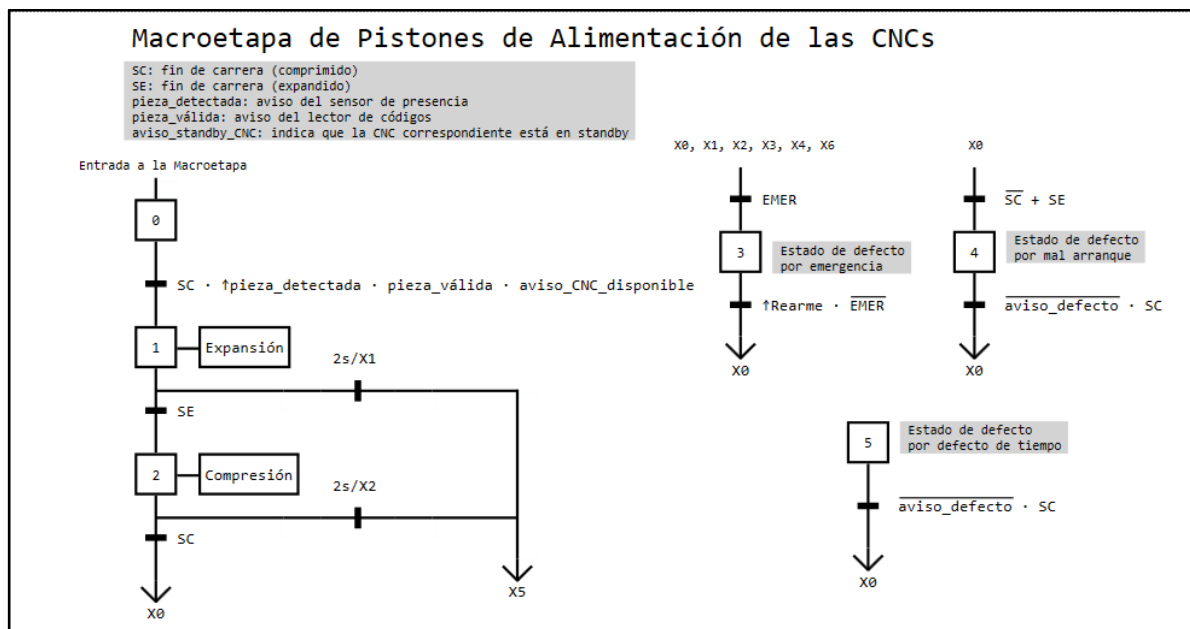 Macroetapa de Pistones de Alimentación de las CNCs
SC: fin de carrera (comprimido)
SE: fin de carrera (expandido)
pieza_detectada: aviso del sensor de presencia
pieza_válida: aviso del lector de códigos
aviso_standby_CNC: indica que la CNC correspondiente está en standby
Entrada a la Macroetapa
0
SC · ↑pieza_detectada · pieza_válida · aviso_CNC_disponible
1
Expansión
2s/X1
SE
2
Compresión
2s/X2
SC
X0
X5
X0, X1, X2, X3, X4, X6
EMER
3
Estado de defecto
por emergencia
↑Rearme · E̅M̅E̅R̅
X0
X0
S̅C̅ + SE
4
Estado de defecto
por mal arranque
a̅v̅i̅s̅o̅_̅d̅e̅f̅e̅c̅t̅o̅ · SC
X0
5
Estado de defecto
por defecto de tiempo
a̅v̅i̅s̅o̅_̅d̅e̅f̅e̅c̅t̅o̅ · SC
X0